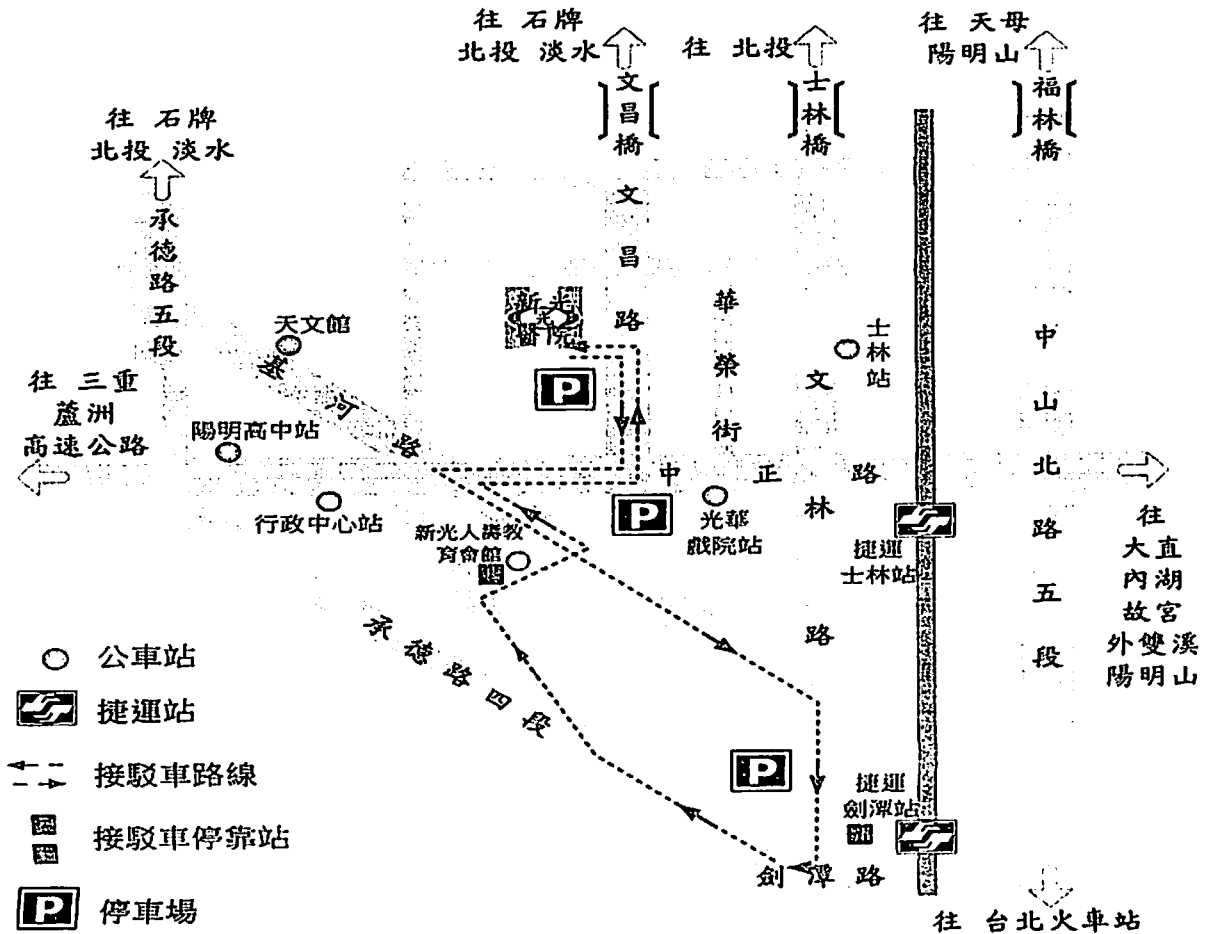 往 石牌
北投 淡水
往 北投
往 天母
陽明山
文昌橋
士林橋
福林橋
往 石牌
北投 淡水
承德路五段
文昌路
華榮街
文林路
中山北路五段
新光
醫院
天文館
士林站
基河路
往 三重
蘆洲
高速公路
陽明高中站
中正路
行政中心站
新光人壽教
育會館
光華
戲院站
捷運
士林站
往
大直
內湖
故宮
外雙溪
陽明山
承德路四段
P
P
P
捷運
劍潭站
劍潭路
往 台北火車站
公車站
捷運站
接駁車路線
接駁車停靠站
P 停車場